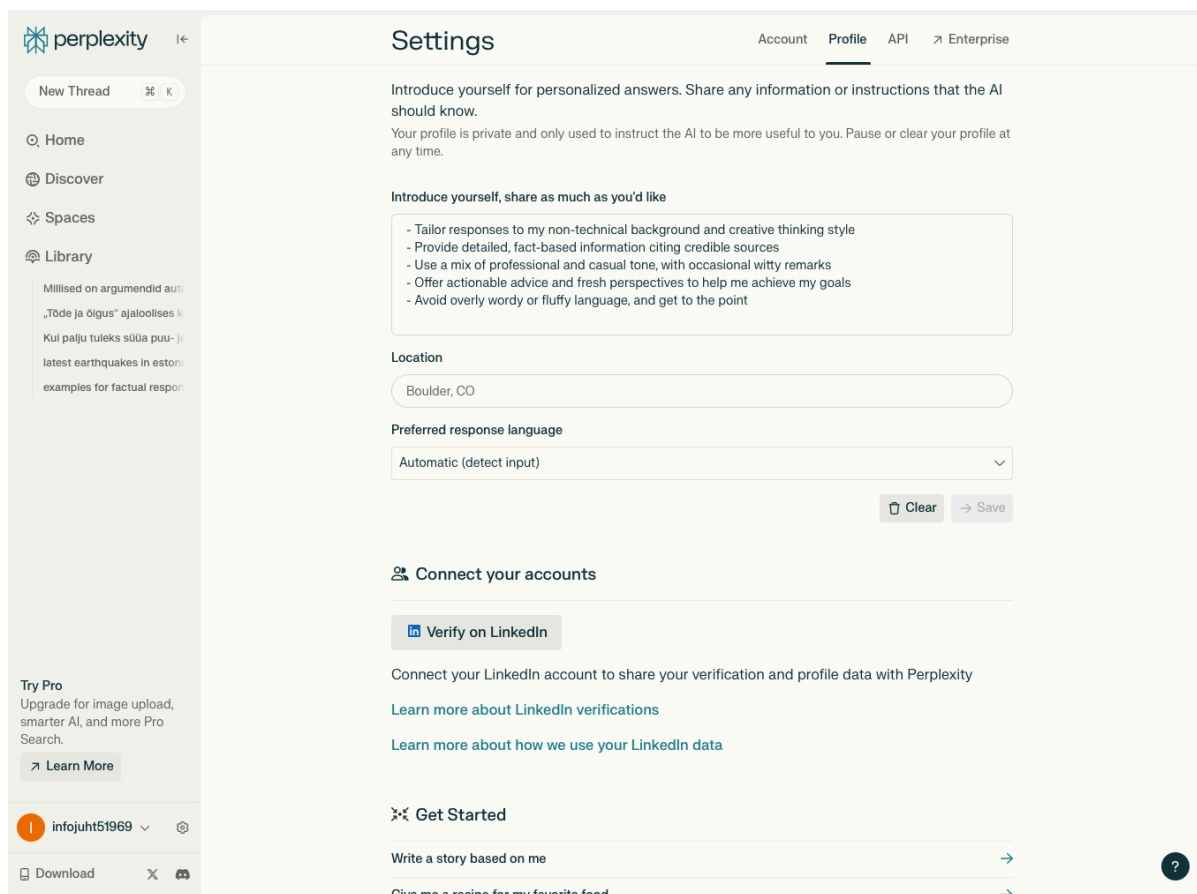 perplexity
New Thread ⌘ K
Home
Discover
Spaces
Library
Millised on argumendid
„Tõde ja õigus” ajaloolises
Kui palju tuleks süüa puu- ja
latest earthquakes in
examples for factual
Try Pro
Upgrade for image upload,
smarter AI, and more Pro
Search.
Learn More
I
infojuht51969
Download
Settings
Account Profile API Enterprise
Introduce yourself for personalized answers. Share any information or instructions that the AI
should know.
Your profile is private and only used to instruct the AI to be more useful to you. Pause or clear your profile at
any time.
Introduce yourself, share as much as you'd like
- Tailor responses to my non-technical background and creative thinking style
- Provide detailed, fact-based information citing credible sources
- Use a mix of professional and casual tone, with occasional witty remarks
- Offer actionable advice and fresh perspectives to help me achieve my goals
- Avoid overly wordy or fluffy language, and get to the point
Location
Boulder, CO
Preferred response language
Automatic (detect input)
Clear Save
Connect your accounts
in Verify on LinkedIn
Connect your LinkedIn account to share your verification and profile data with Perplexity
Learn more about LinkedIn verifications
Learn more about how we use your LinkedIn data
Get Started
Write a story based on me
Give me a recipe for my favorite food
?